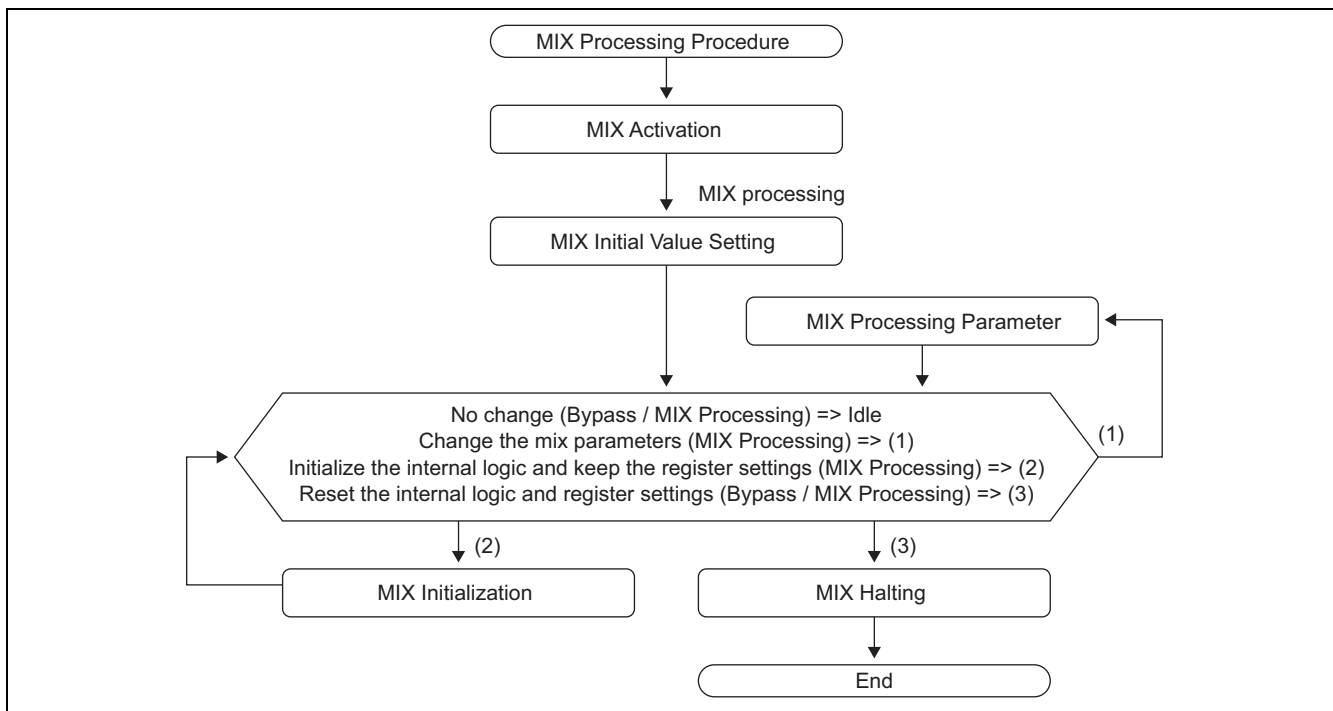 MIX Processing Procedure
MIX Activation
MIX processing
MIX Initial Value Setting
MIX Processing Parameter
No change (Bypass / MIX Processing) => Idle
Change the mix parameters (MIX Processing) => (1)
Initialize the internal logic and keep the register settings (MIX Processing) => (2)
Reset the internal logic and register settings (Bypass / MIX Processing) => (3)
(1)
(2)
(3)
MIX Initialization
MIX Halting
End